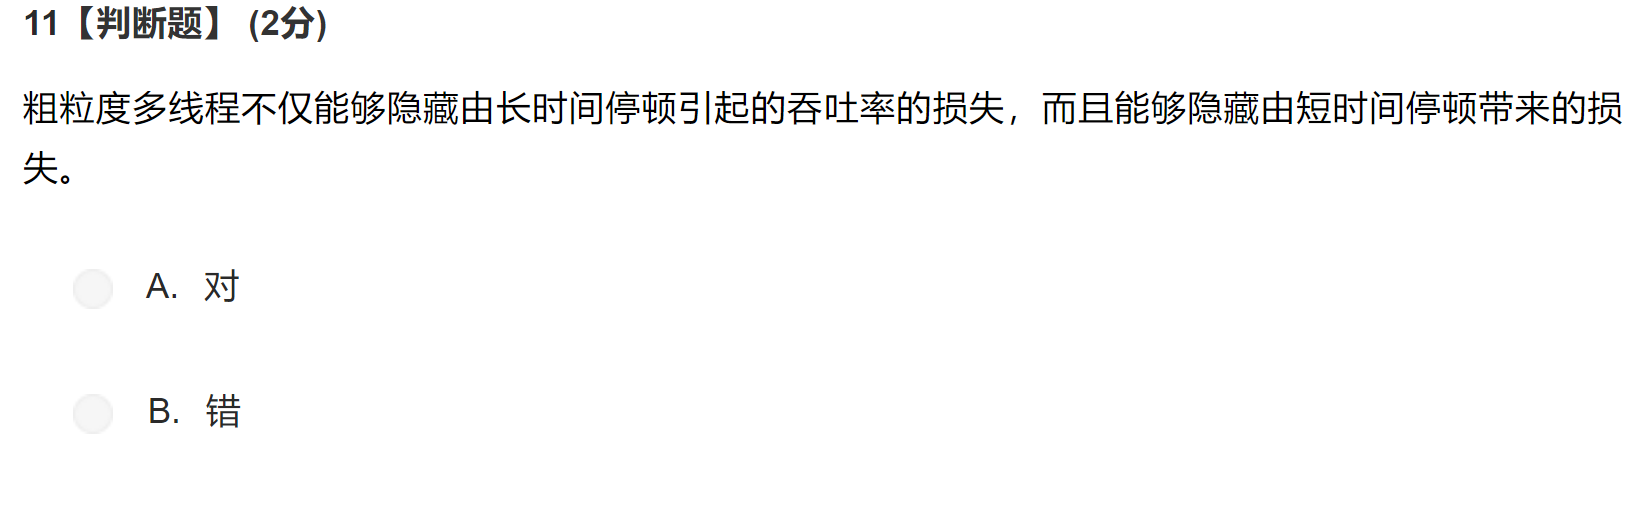 11【判断题】 (2分)
粗粒度多线程不仅能够隐藏由长时间停顿引起的吞吐率的损失，而且能够隐藏由短时间停顿带来的损
失。
A. 对
B. 错